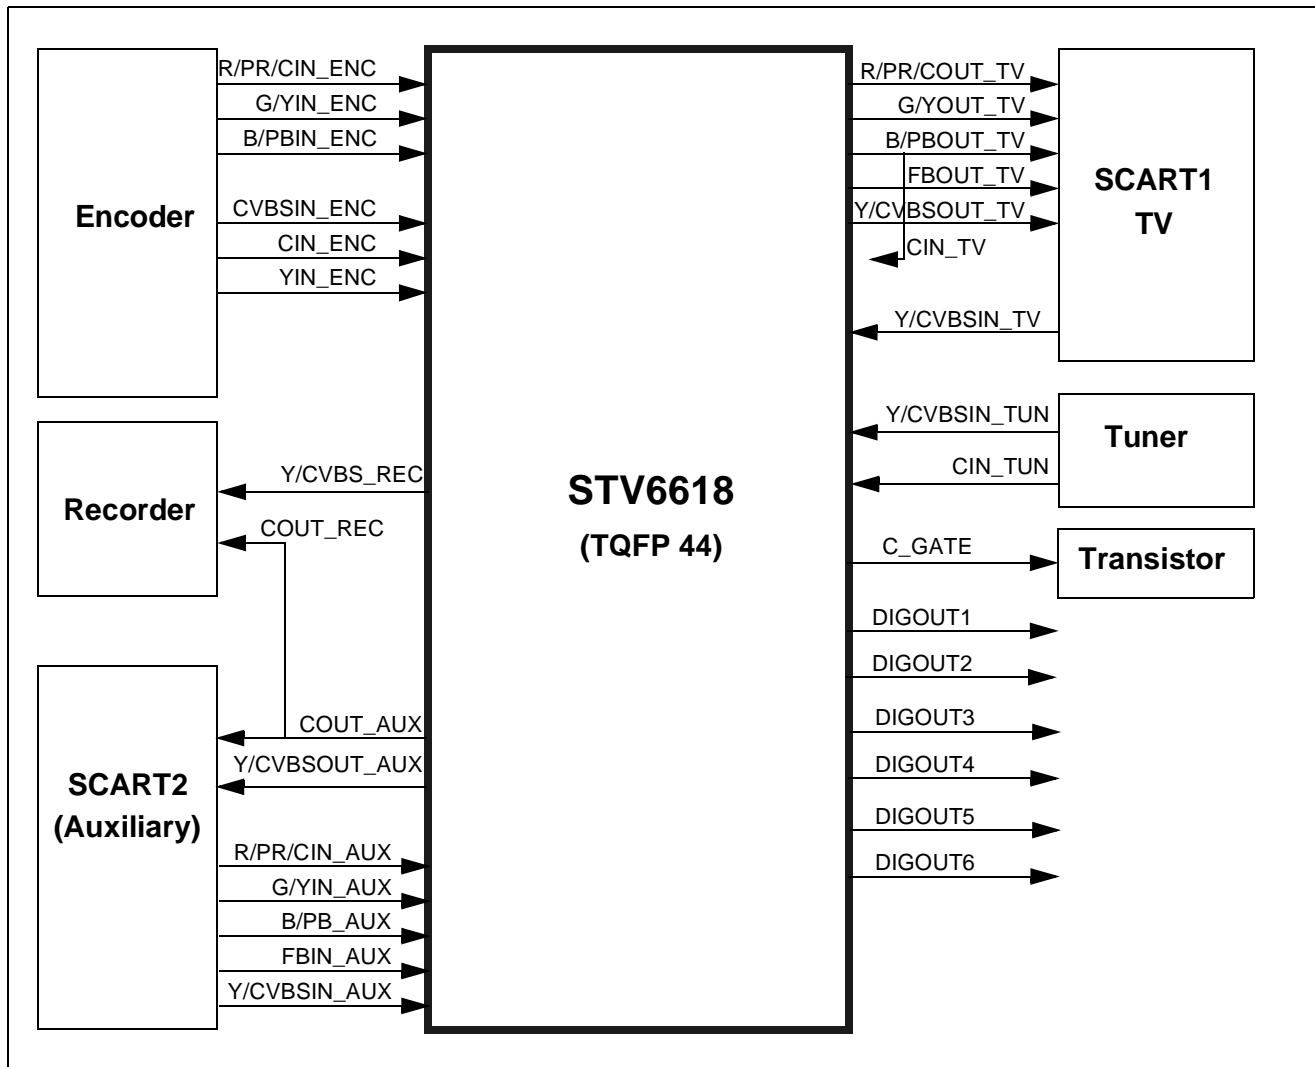 R/PR/CIN_ENC
G/YIN_ENC
B/PBIN_ENC
Encoder
CVBSIN_ENC
CIN_ENC
YIN_ENC
Y/CVBS_REC
Recorder
COUT_REC
COUT_AUX
Y/CVBSOUT_AUX
SCART2
(Auxiliary)
R/PR/CIN_AUX
G/YIN_AUX
B/PB_AUX
FBIN_AUX
Y/CVBSIN_AUX
STV6618
(TQFP 44)
R/PR/COUT_TV
G/YOUT_TV
B/PBOUT_TV
FBOUT_TV
Y/CVBSOUT_TV
CIN_TV
Y/CVBSIN_TV
SCART1
TV
Y/CVBSIN_TUN
CIN_TUN
Tuner
C_GATE
Transistor
DIGOUT1
DIGOUT2
DIGOUT3
DIGOUT4
DIGOUT5
DIGOUT6